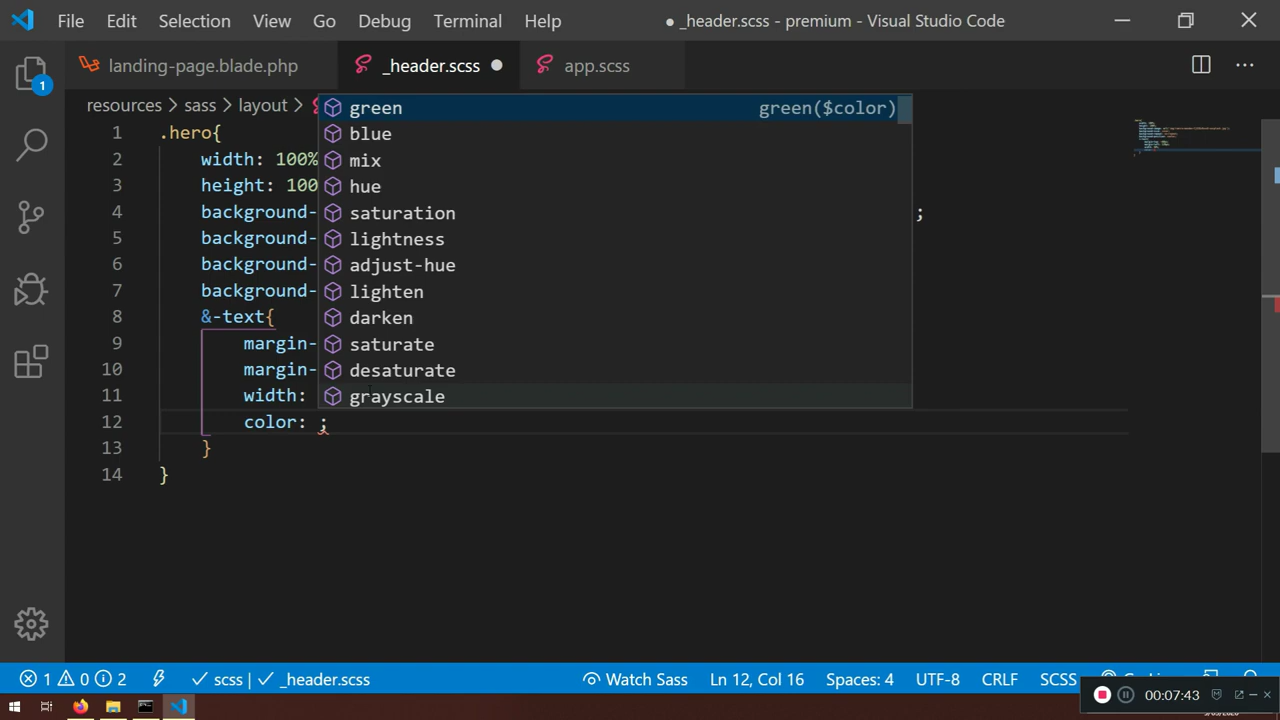 File Edit Selection View Go Debug Terminal Help ● _header.scss - premium - Visual Studio Code
1 landing-page.blade.php _header.scss app.scss
resources > sass > layout >
green green($color)
blue
mix
hue
saturation
lightness
adjust-hue
lighten
darken
saturate
desaturate
grayscale
1 .hero{
2 width: 100%
3 height: 100
4 background- ;
5 background-
6 background-
7 background-
8 &-text{
9 margin-
10 margin-
11 width:
12 color: ;
13 }
14 }
1 0 2 scss | _header.scss Watch Sass Ln 12, Col 16 Spaces: 4 UTF-8 CRLF SCSS
00:07:43